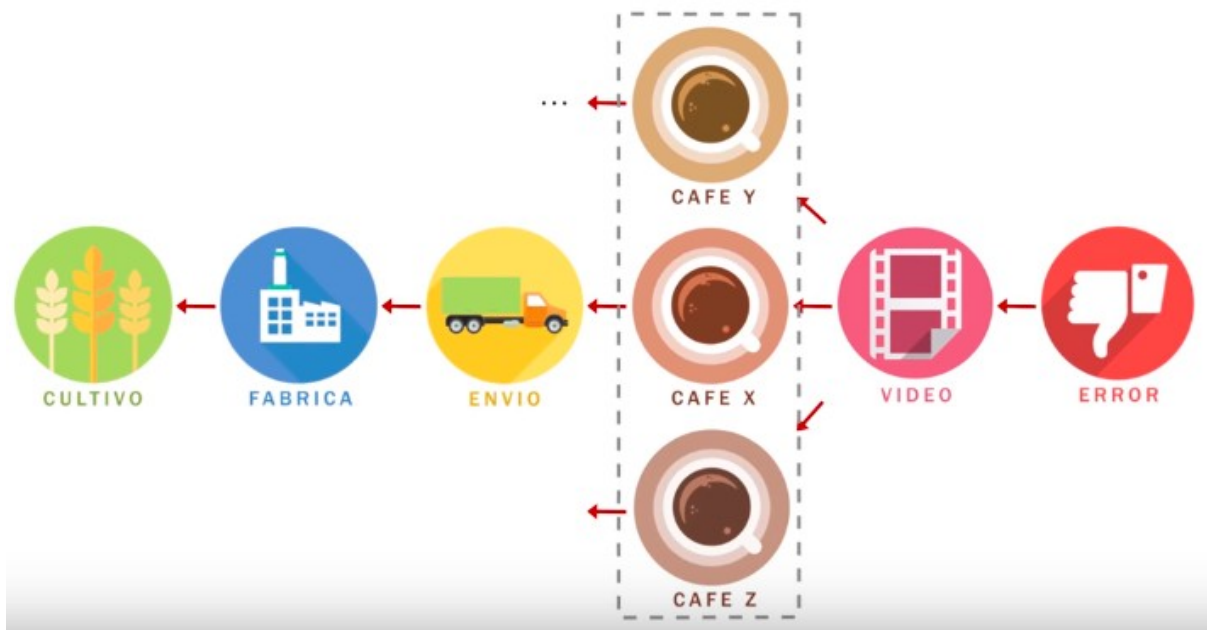 ...
CAFE Y
CULTIVO
FABRICA
ENVIO
CAFE X
VIDEO
ERROR
CAFE Z